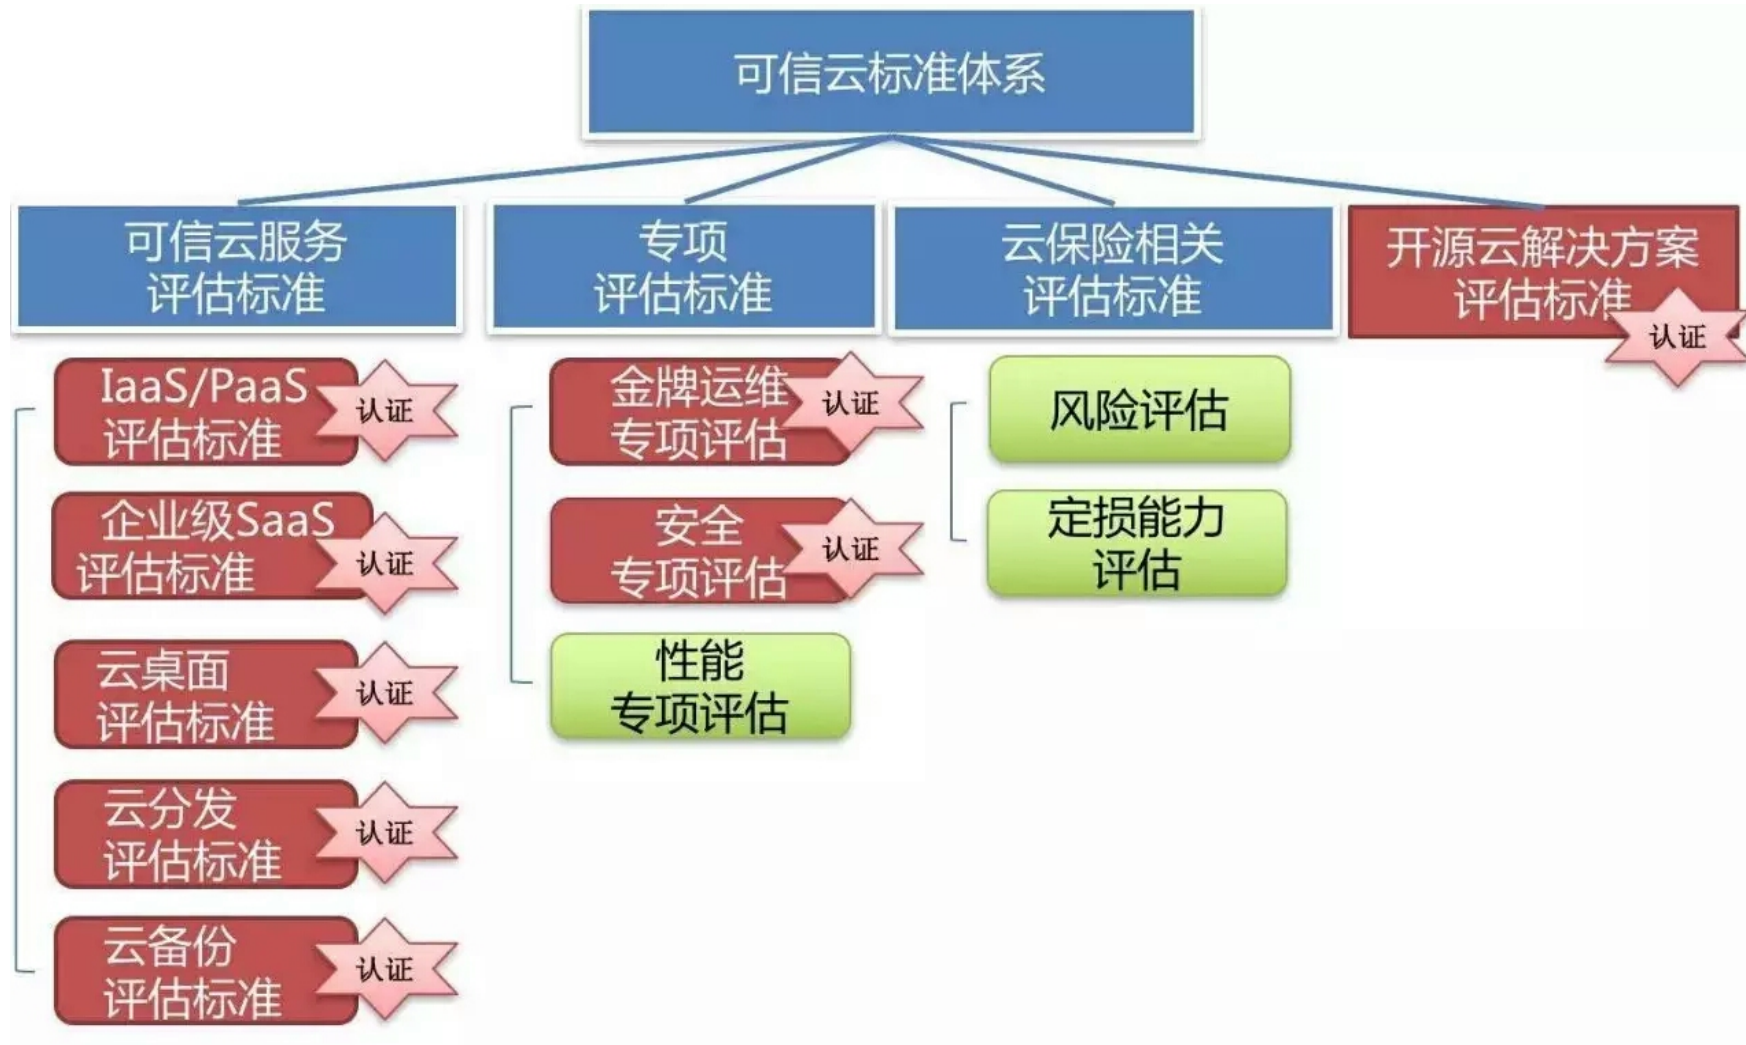 可信云标准体系
可信云服务
评估标准
专项
评估标准
云保险相关
评估标准
开源云解决方案
评估标准
认证
IaaS/PaaS
评估标准
认证
企业级SaaS
评估标准
认证
云桌面
评估标准
认证
云分发
评估标准
认证
云备份
评估标准
认证
金牌运维
专项评估
认证
安全
专项评估
认证
性能
专项评估
风险评估
定损能力
评估